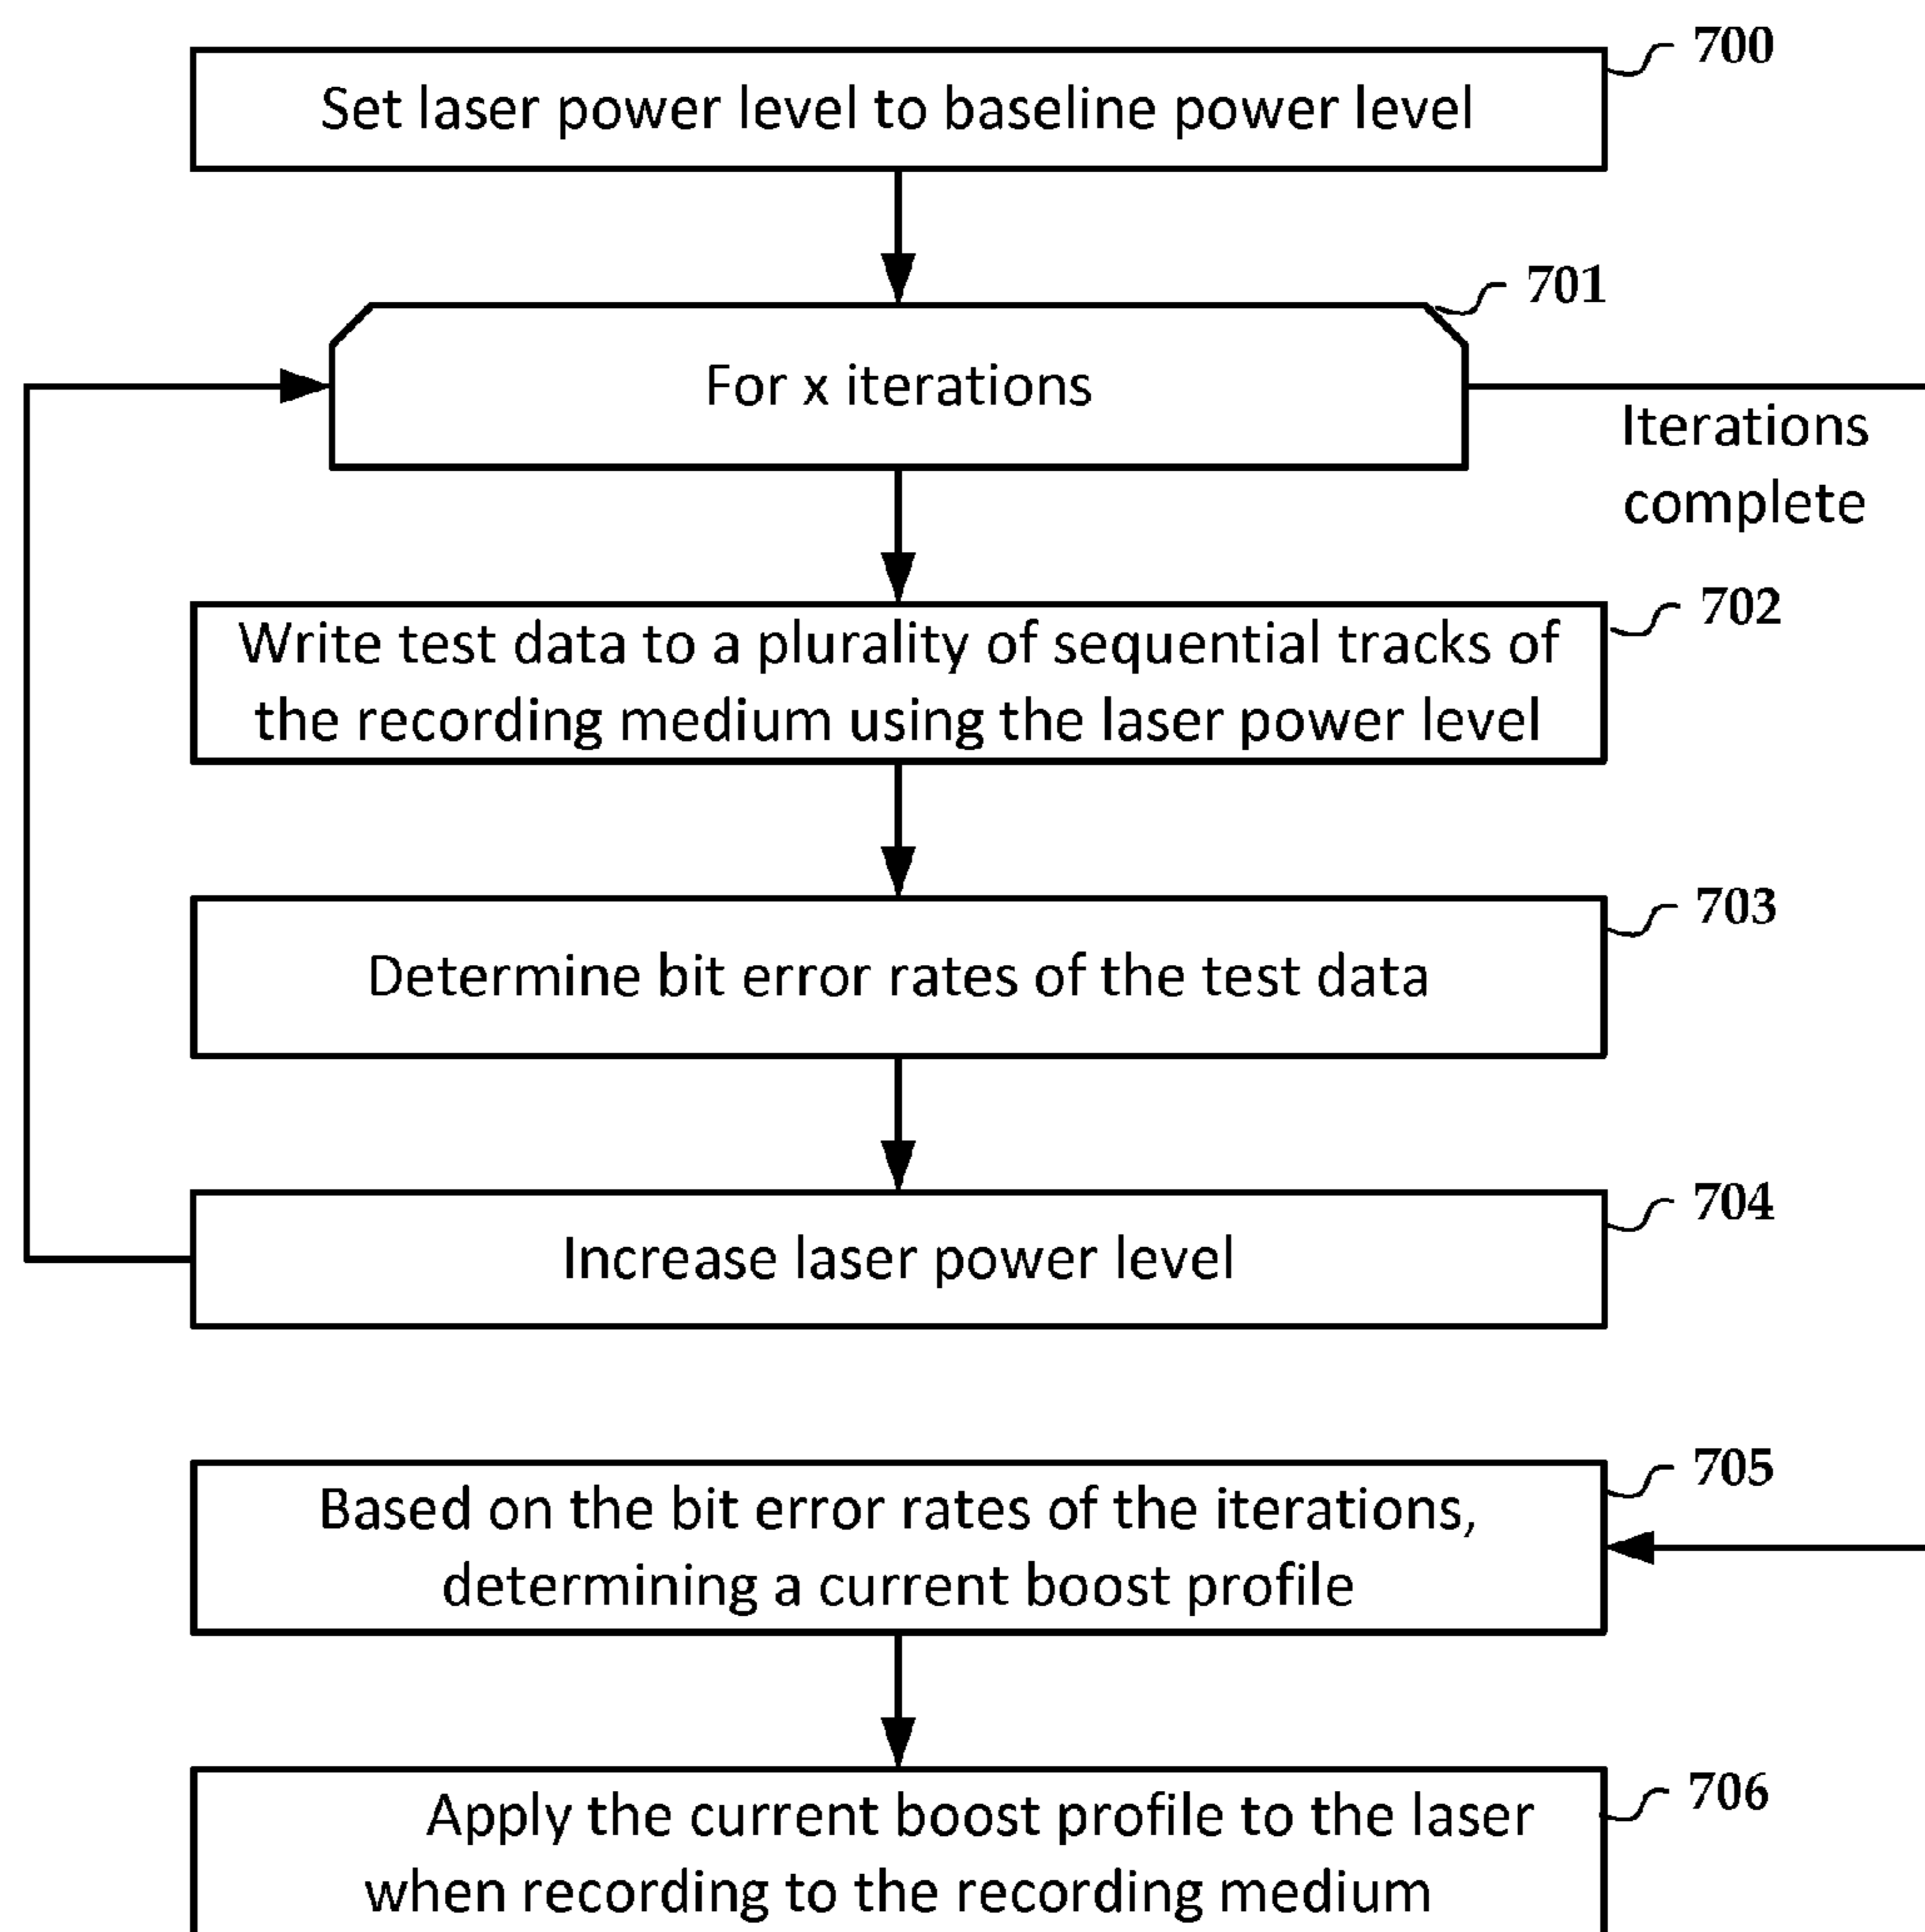 700
Set laser power level to baseline power level
701
For x iterations
Iterations
complete
702
Write test data to a plurality of sequential tracks of
the recording medium using the laser power level
703
Determine bit error rates of the test data
704
Increase laser power level
705
Based on the bit error rates of the iterations,
determining a current boost profile
706
Apply the current boost profile to the laser
when recording to the recording medium